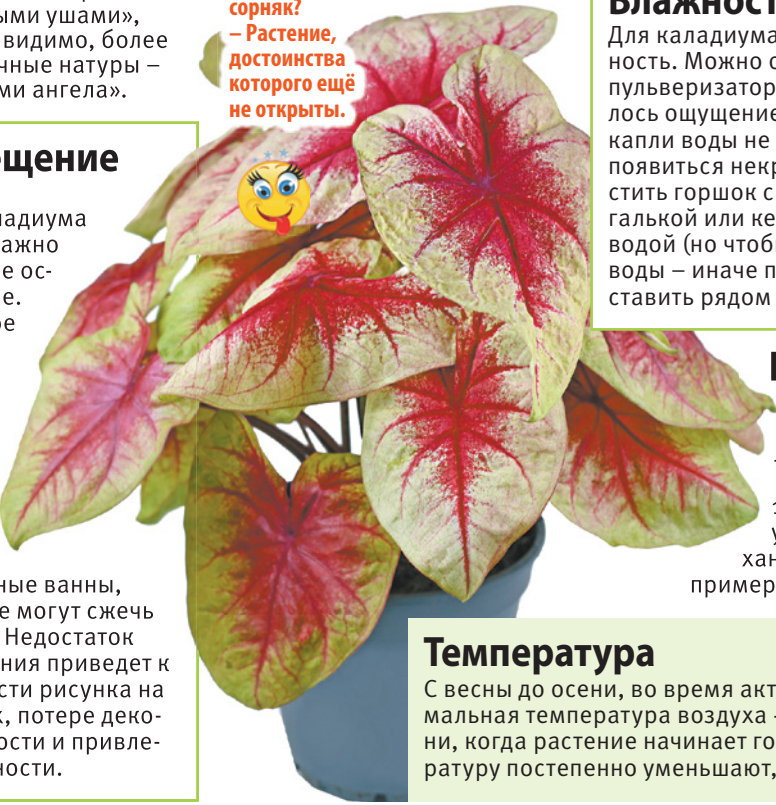 ыми ушами»,
видимо, более
чные натуры –
ми ангела».
сорняк?
– Растение,
достоинства
которого ещё
не открыты.
щение
ладиума
ажно
е ос-
е.
ое
ные ванны,
е могут сжечь
Недостаток
ния приведет к
сти рисунка на
х, потере деко-
ости и привле-
ности.
Влажност
Для каладиума
ность. Можно о
пульверизатор
лось ощущение
капли воды не
появиться некр
стить горшок с
галькой или ке
водой (но чтобы
воды – иначе п
ставить рядом
хан
пример
Температура
С весны до осени, во время акт
мальная температура воздуха –
ни, когда растение начинает го
ратуру постепенно уменьшают,